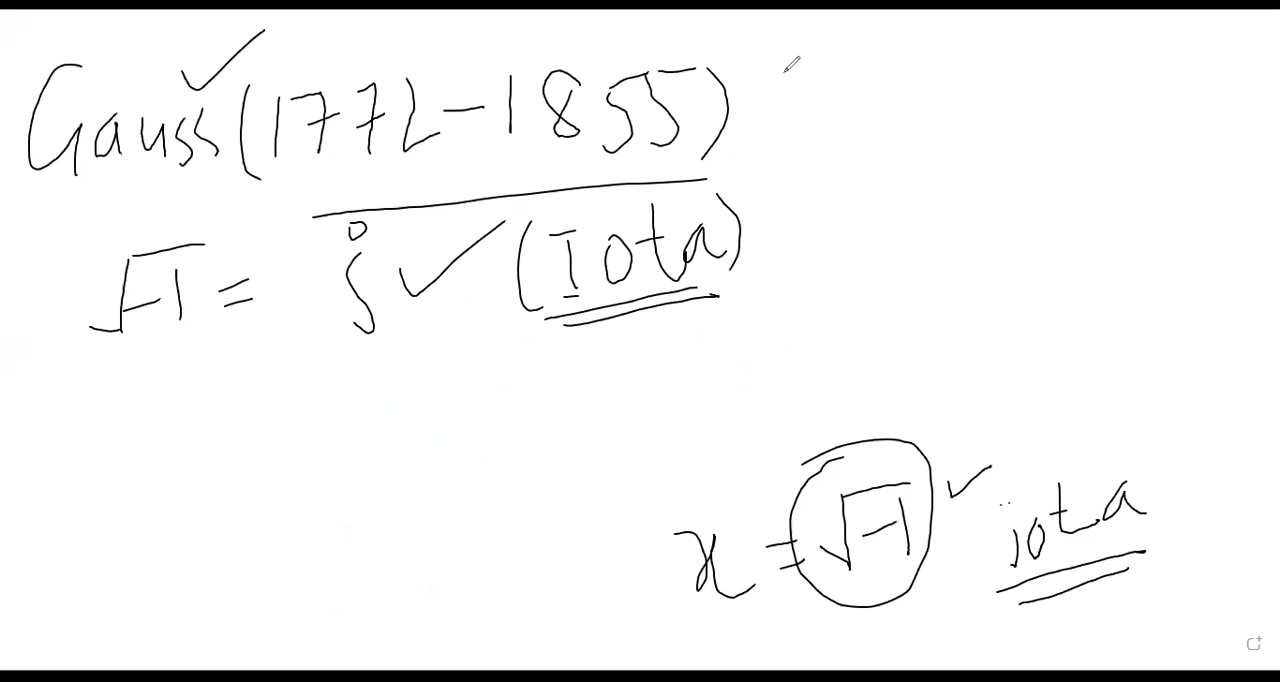 Gauss (1772-1855)
√-1 = i (Iota)
x = √-1 iota